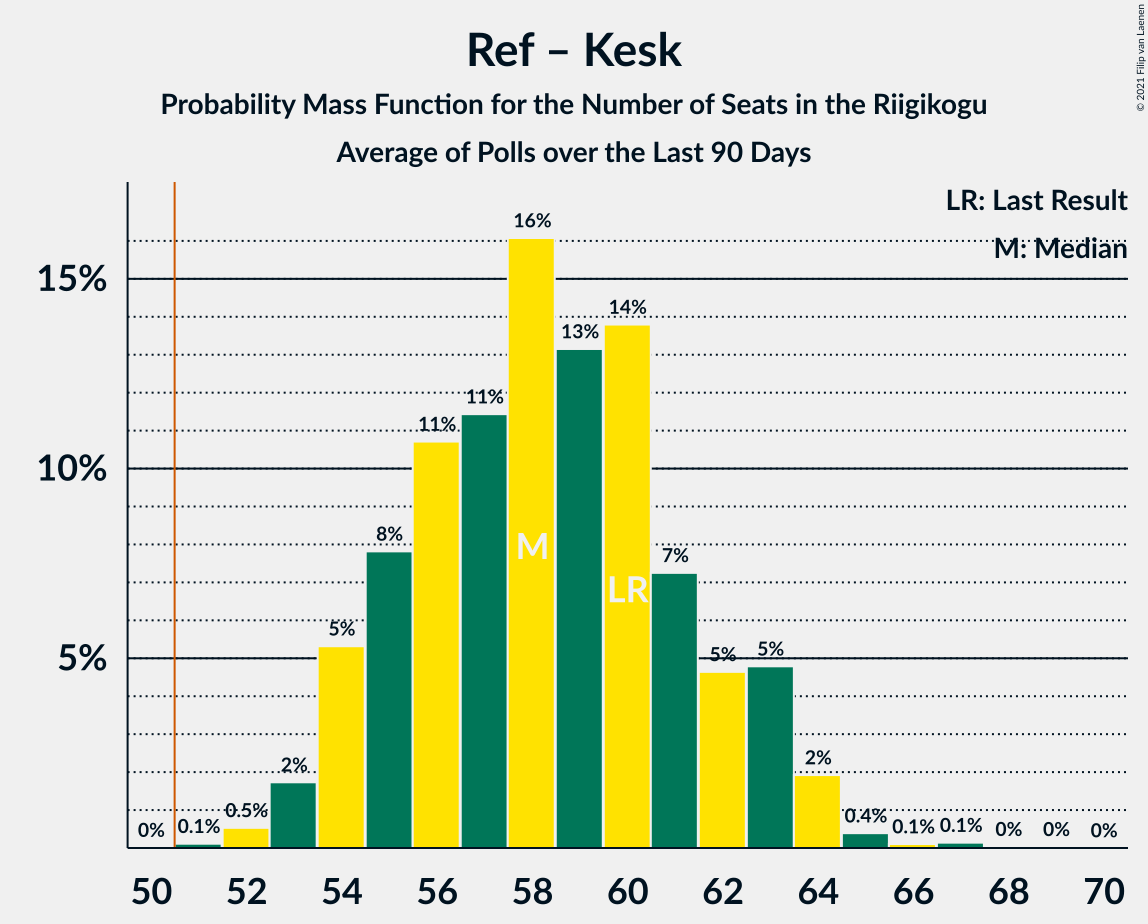 Ref – Kesk
Probability Mass Function for the Number of Seats in the Riigikogu
Average of Polls over the Last 90 Days
© 2021 Filip van Laenen
LR: Last Result
M: Median
15%
10%
5%
0%
0.1%
0.5%
2%
5%
8%
11%
11%
16%
13%
14%
7%
5%
5%
2%
0.4%
0.1%
0.1%
0%
0%
0%
M
LR
50 52 54 56 58 60 62 64 66 68 70